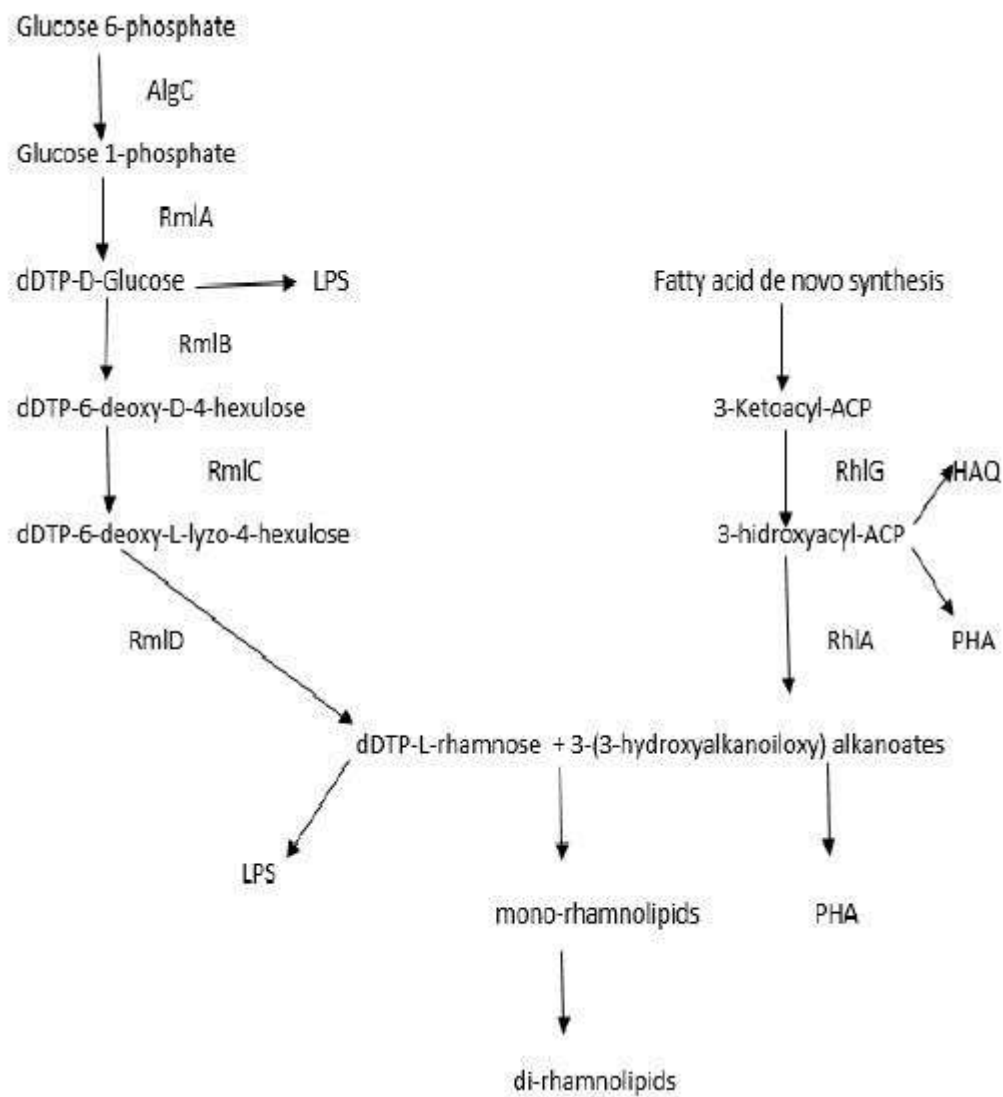 Glucose 6-phosphate
AlgC
Glucose 1-phosphate
RmlA
dDTP-D-Glucose
LPS
Fatty acid de novo synthesis
RmlB
dDTP-6-deoxy-D-4-hexulose
3-Ketoacyl-ACP
RmlC
RhlG
HAQ
dDTP-6-deoxy-L-lyzo-4-hexulose
3-hidroxyacyl-ACP
RmlD
RhlA
PHA
dDTP-L-rhamnose + 3-(3-hydroxyalkanoiloxy) alkanoates
LPS
mono-rhamnolipids
PHA
di-rhamnolipids